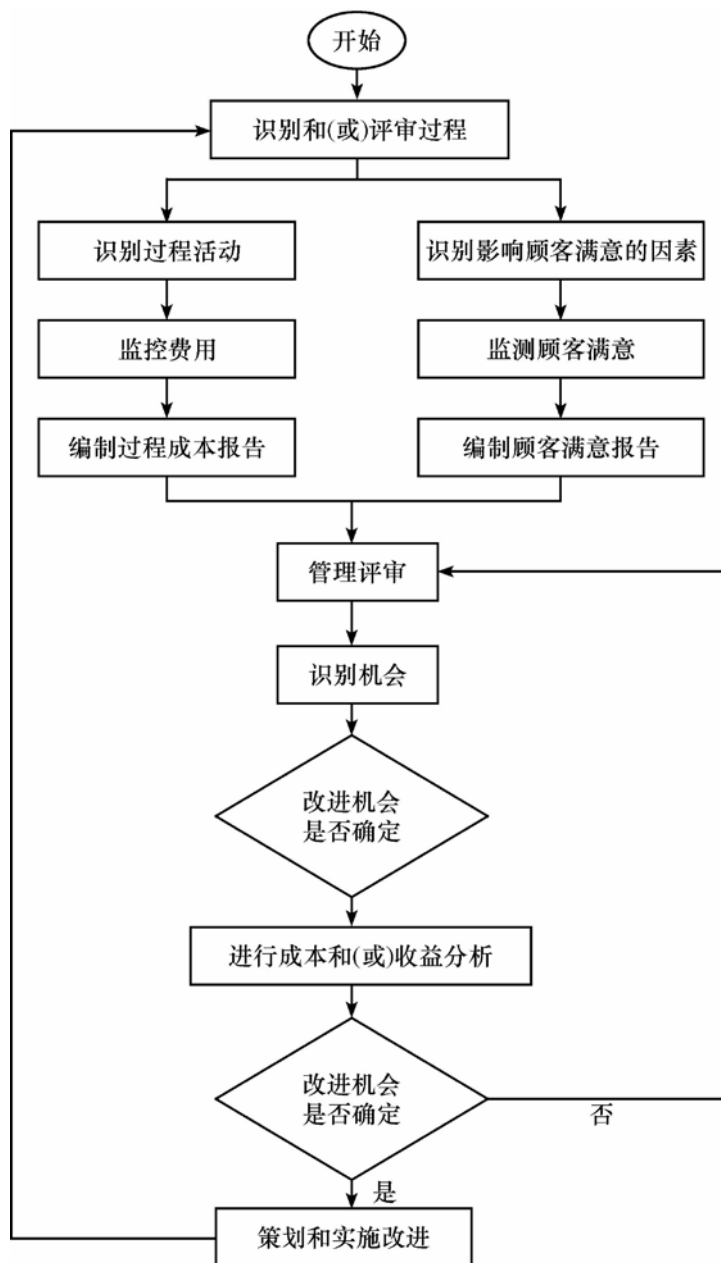 开始
识别和(或)评审过程
识别过程活动
识别影响顾客满意的因素
监控费用
监测顾客满意
编制过程成本报告
编制顾客满意报告
管理评审
识别机会
改进机会
是否确定
进行成本和(或)收益分析
改进机会
是否确定
否
是
策划和实施改进